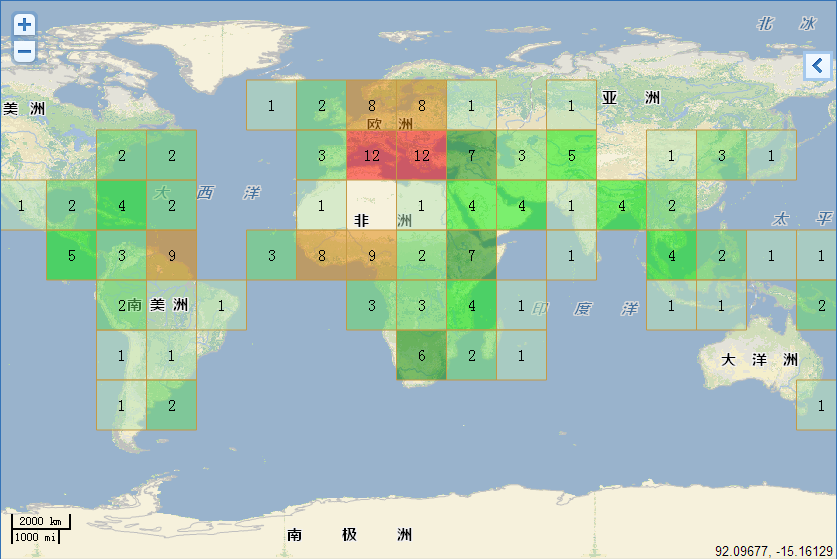 +
北 冰
−
美 洲
亚 洲
1 2 8 8 1 1
欧 洲
2 2 3 12 12 7 3 5 1 3 1
大 西 洋
1 2 4 2 1 1 4 4 1 4 2
非 洲
太 平
5 3 9 3 8 9 2 7 1 4 2 1 1
2 1 3 3 4 1 1 1 2
南 美 洲
印 度 洋
1 1 6 2 1
大 洋 洲
1 2 1
2000 km
1000 mi
南 极 洲
92.09677, -15.16129